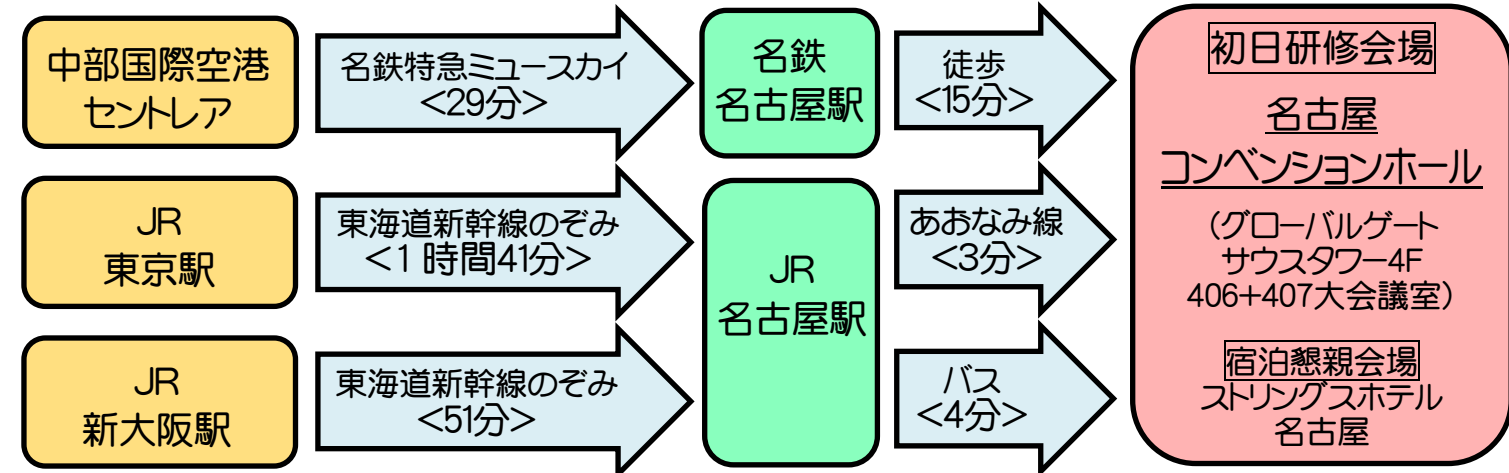 中部国際空港
セントレア
名鉄特急ミュースカイ
<29分>
名鉄
名古屋駅
徒歩
<15分>
JR
東京駅
東海道新幹線のぞみ
<1時間41分>
JR
名古屋駅
あおなみ線
<3分>
JR
新大阪駅
東海道新幹線のぞみ
<51分>
バス
<4分>
初日研修会場
名古屋
コンベンションホール
(グローバルゲート
サウスタワー4F
406+407大会議室)
宿泊懇親会場
ストリングスホテル
名古屋